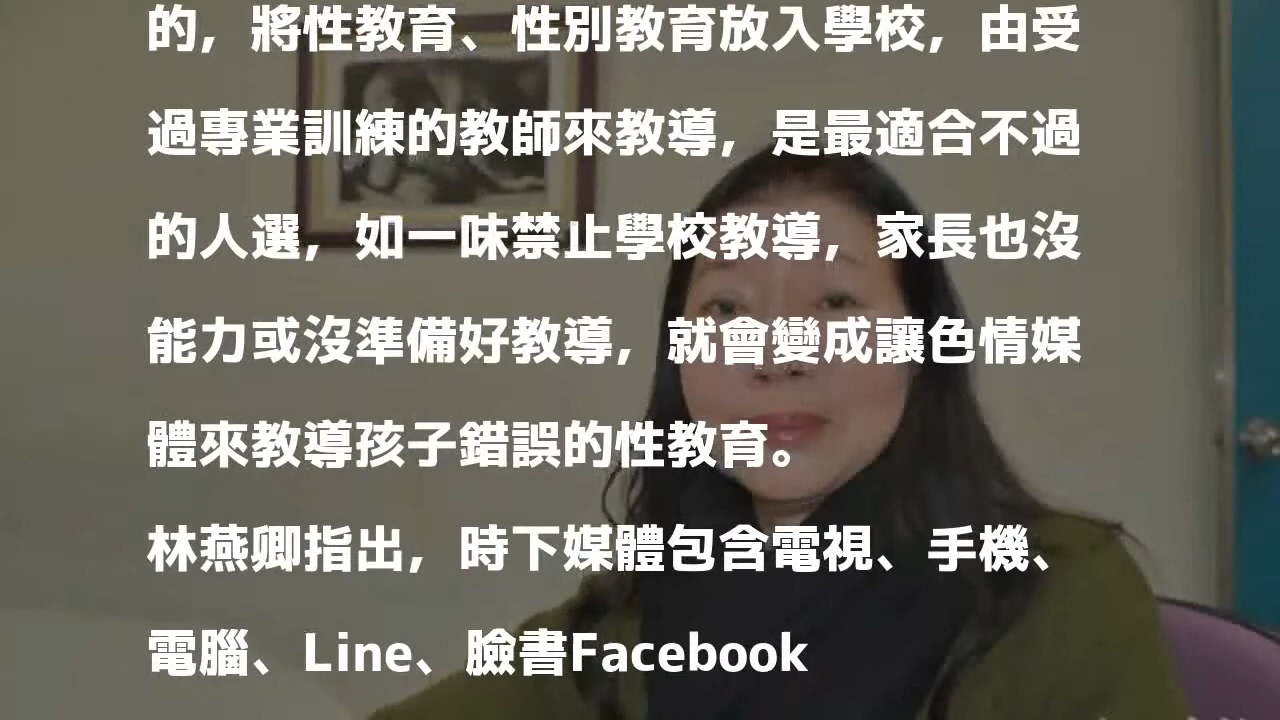 的，將性教育、性別教育放入學校，由受
過專業訓練的教師來教導，是最適合不過
的人選，如一味禁止學校教導，家長也沒
能力或沒準備好教導，就會變成讓色情媒
體來教導孩子錯誤的性教育。
林燕卿指出，時下媒體包含電視、手機、
電腦、Line、臉書Facebook